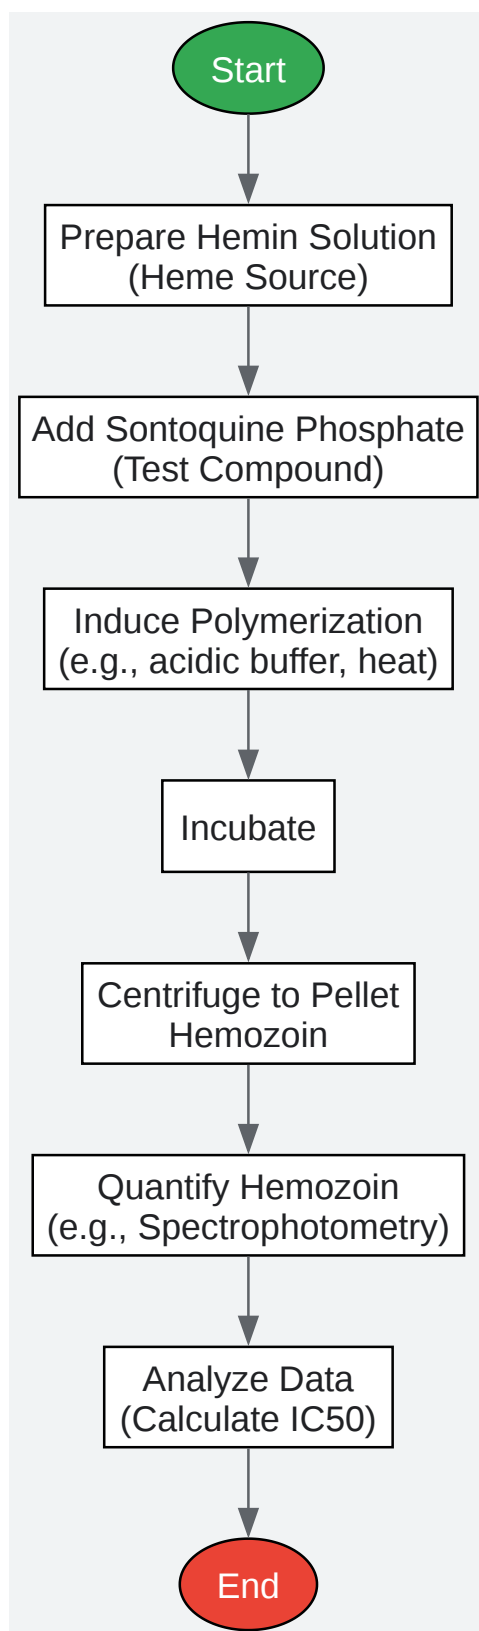 Start
Prepare Hemin Solution
(Heme Source)
Add Sontoquine Phosphate
(Test Compound)
Induce Polymerization
(e.g., acidic buffer, heat)
Incubate
Centrifuge to Pellet
Hemozoin
Quantify Hemozoin
(e.g., Spectrophotometry)
Analyze Data
(Calculate IC50)
End